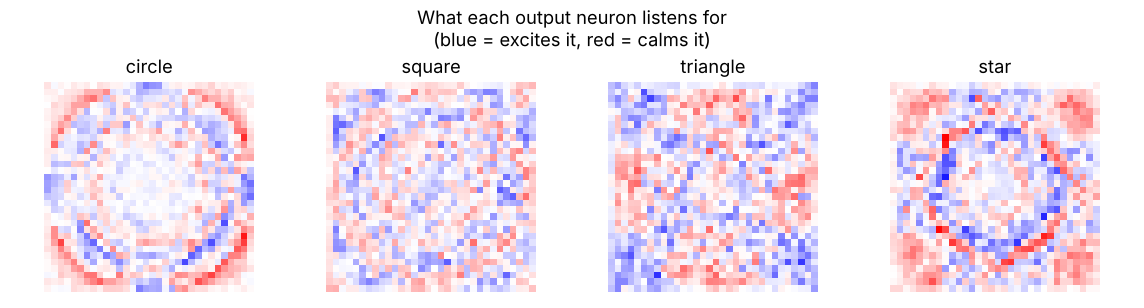 What each output neuron listens for
(blue = excites it, red = calms it)
circle
square
triangle
star